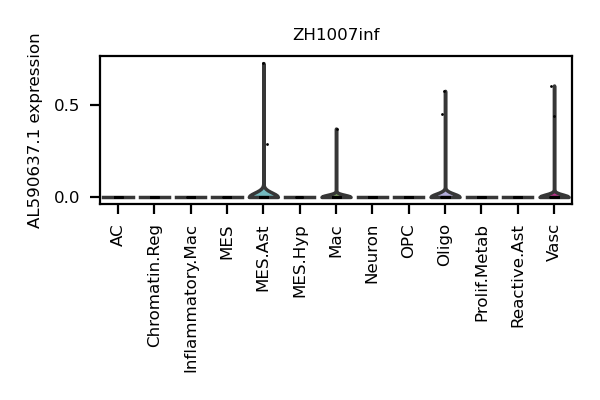 ZH1007inf
AL590637.1 expression
0.5
0.0
AC
Chromatin.Reg
Inflammatory.Mac
MES
MES.Ast
MES.Hyp
Mac
Neuron
OPC
Oligo
Prolif.Metab
Reactive.Ast
Vasc